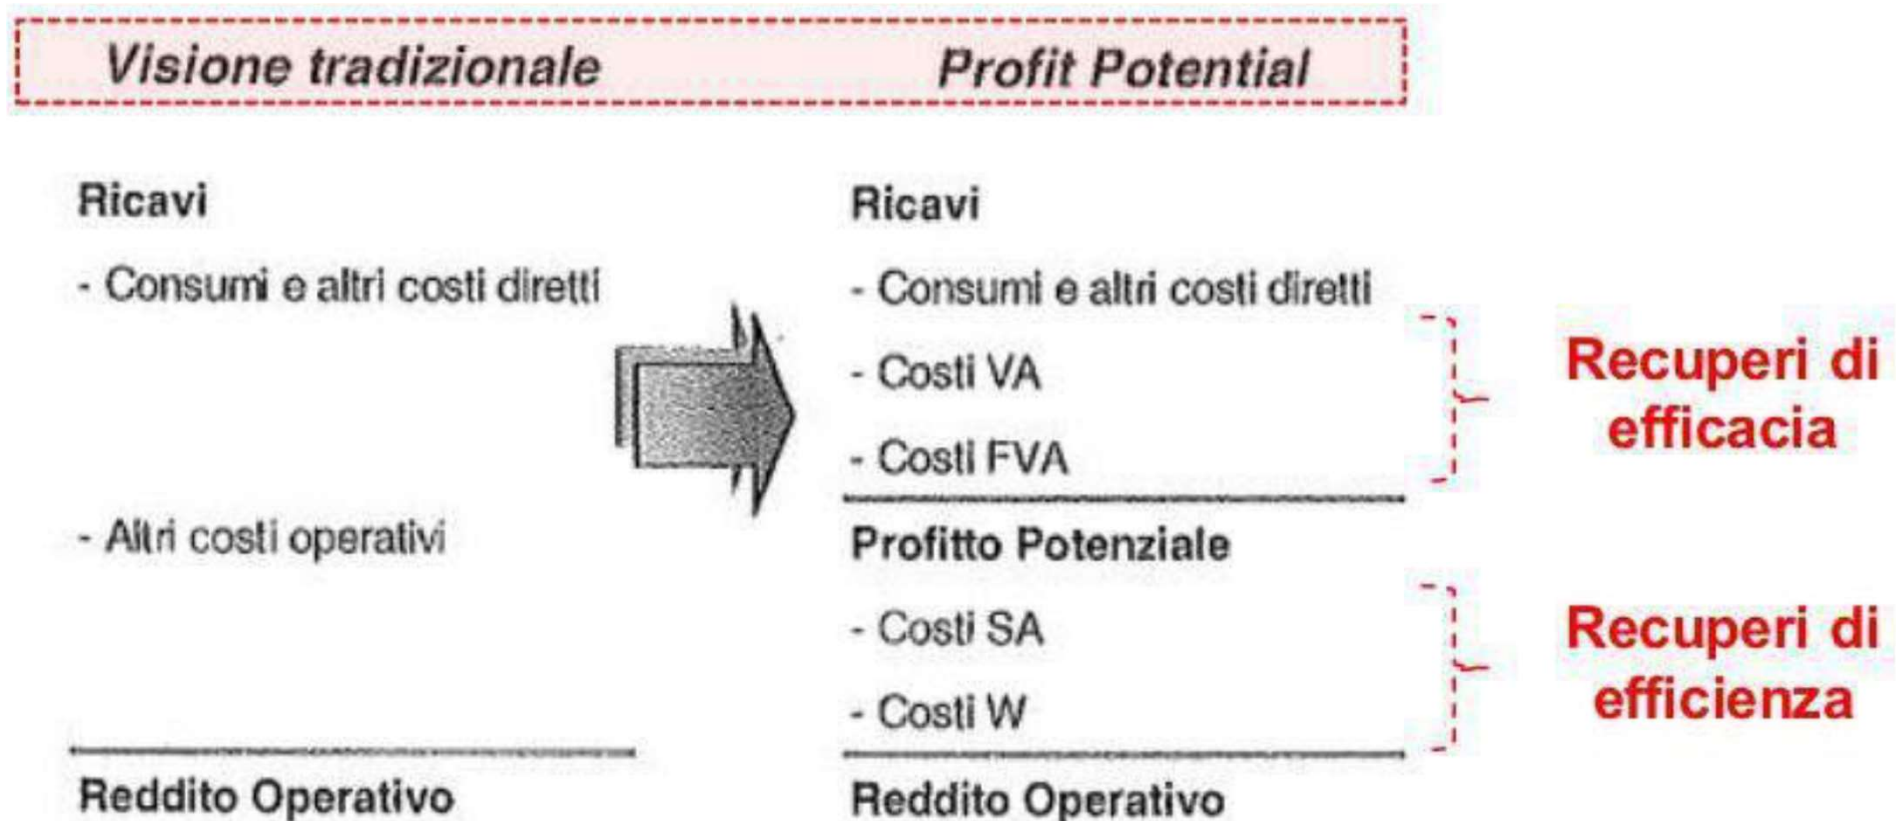 Visione tradizionale
Profit Potential
Ricavi
- Consumi e altri costi diretti
- Altri costi operativi
Reddito Operativo
Ricavi
- Consumi e altri costi diretti
- Costi VA
- Costi FVA
Profitto Potenziale
- Costi SA
- Costi W
Reddito Operativo
Recuperi di
efficacia
Recuperi di
efficienza